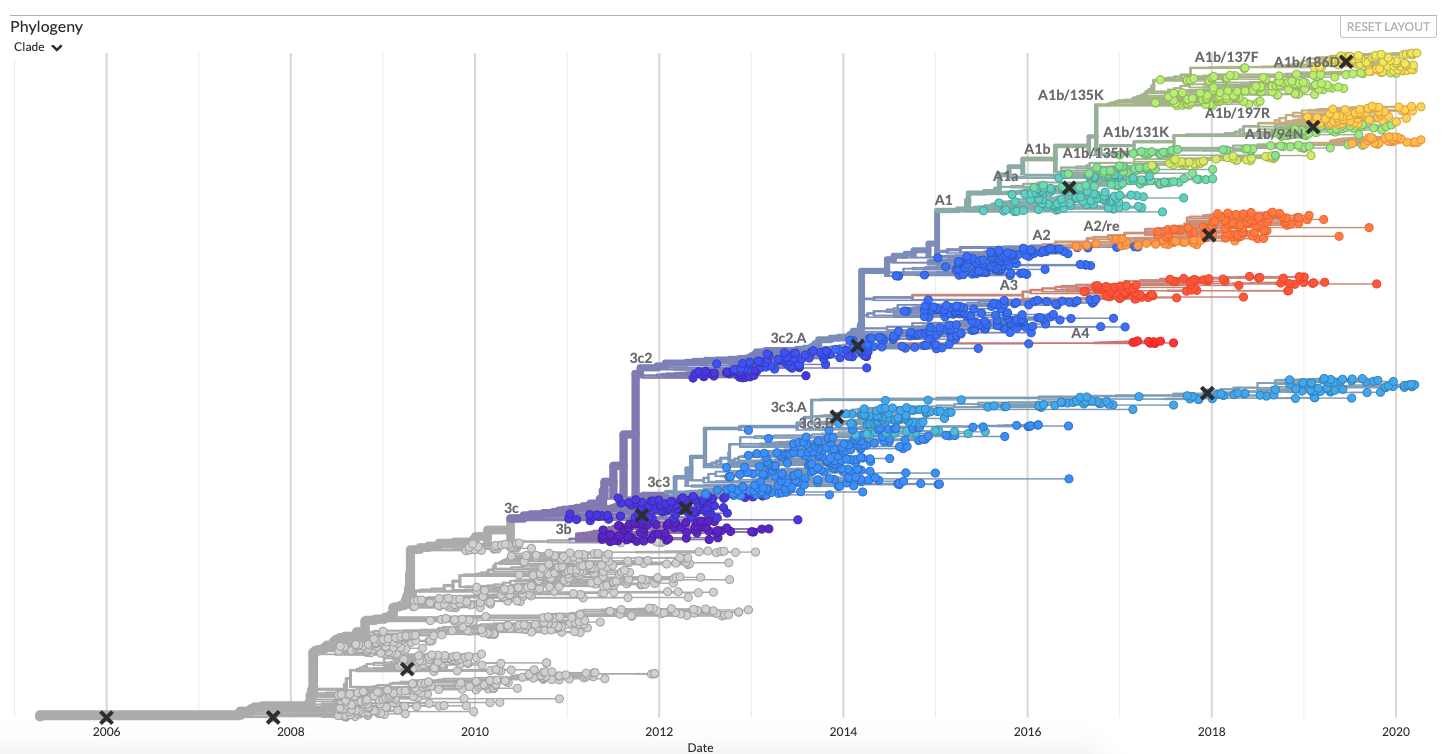 Phylogeny
RESET LAYOUT
Clade
A1b/137F
A1b/186D
A1b/135K
A1b/197R
A1b/131K
A1b/94N
A1b
A1b/135N
A1a
A1
A2/re
A2
A3
A4
3c2.A
3c2
3c3.A
3c3.B
3c3
3c
3b
2006
2008
2010
2012
2014
2016
2018
2020
Date